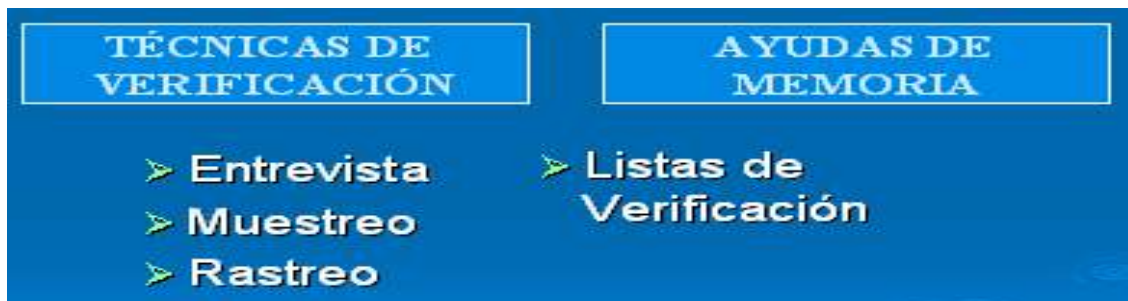 TÉCNICAS DE
VERIFICACIÓN
➢ Entrevista
➢ Muestreo
➢ Rastreo
AYUDAS DE
MEMORIA
➢ Listas de
Verificación